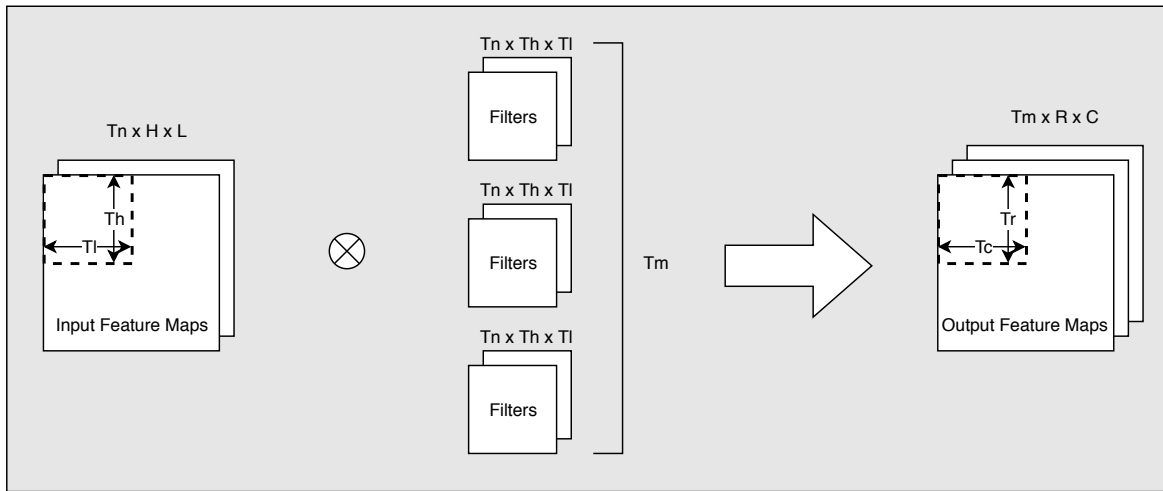 Tn x H x L
Th
Tl
Input Feature Maps
Tn x Th x Tl
Filters
Tn x Th x Tl
Filters
Tn x Th x Tl
Filters
Tm
Tm x R x C
Tr
Tc
Output Feature Maps